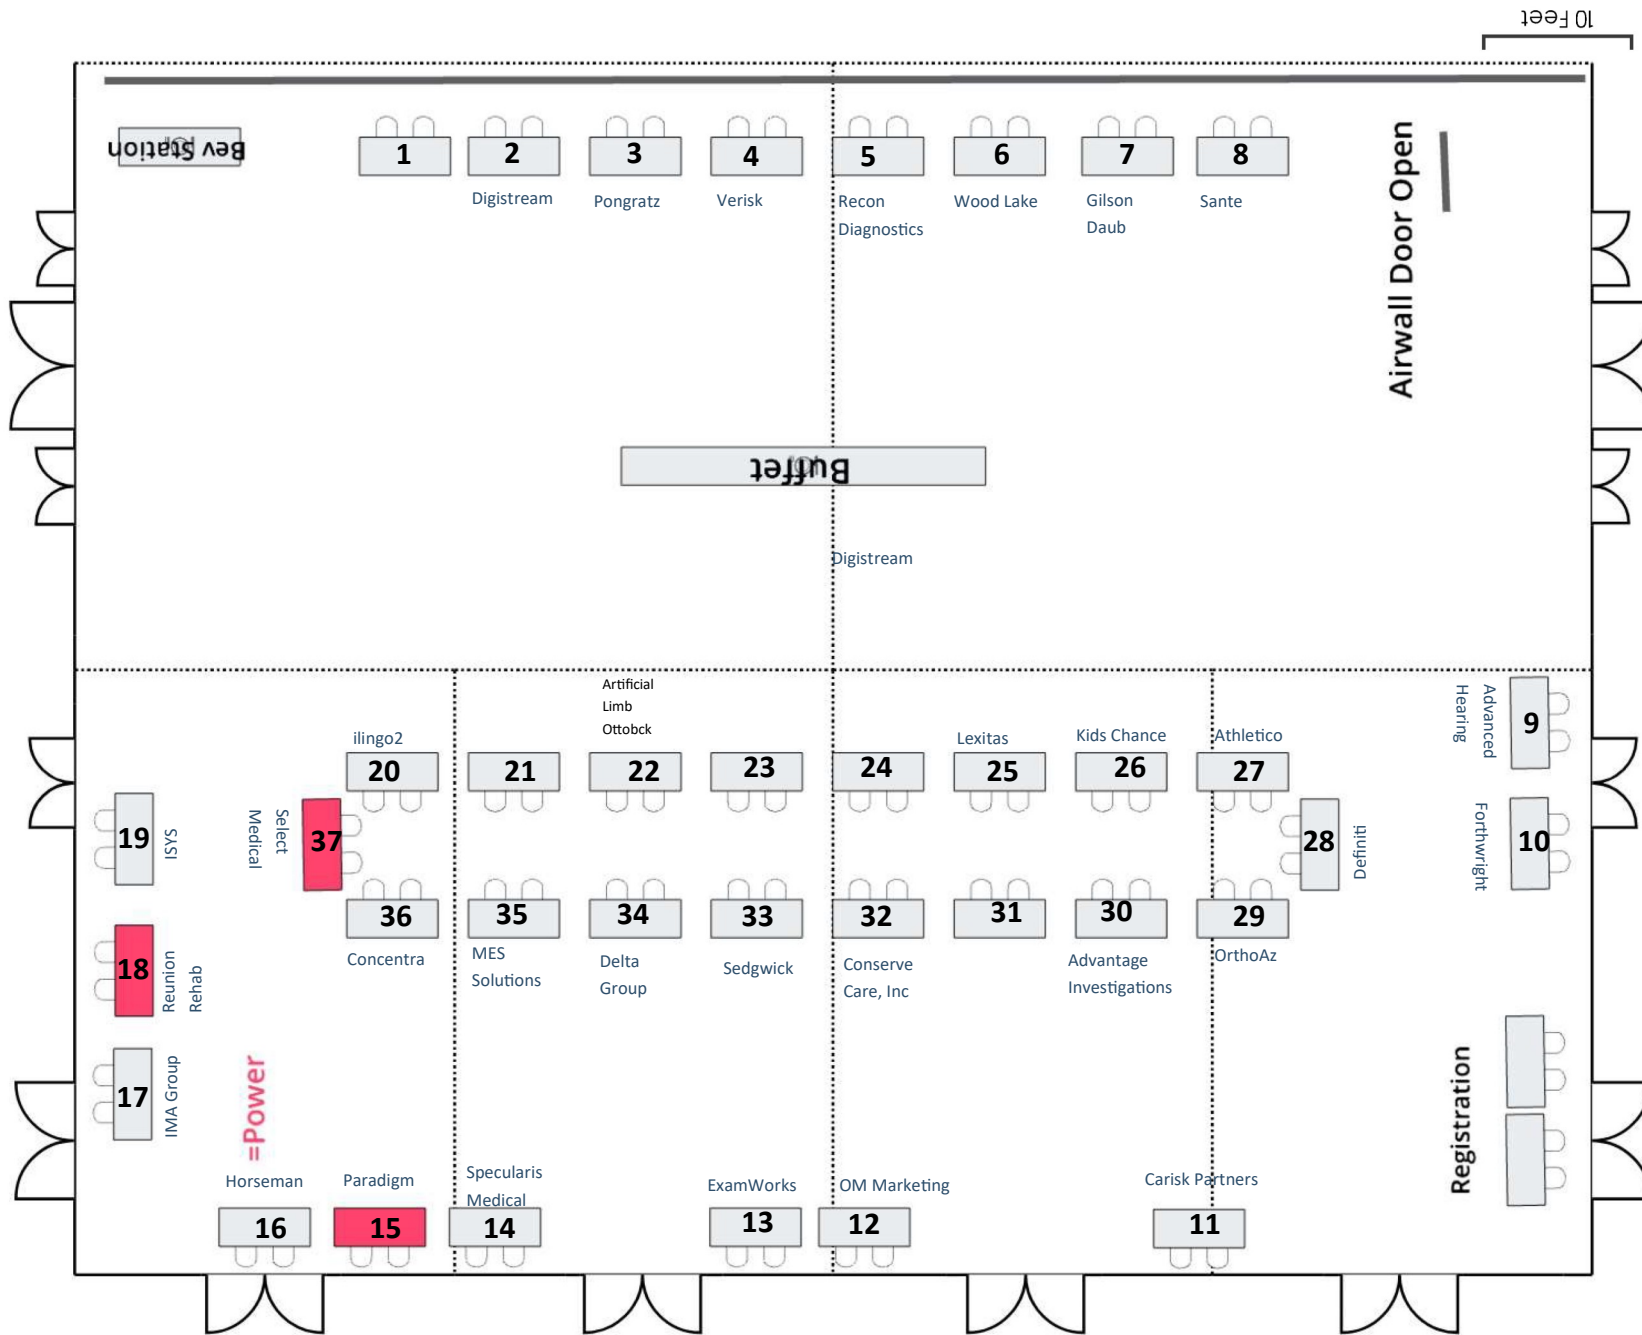 10 Feet
Bev Station
1
2
3
4
5
6
7
8
Digistream
Pongratz
Verisk
Recon
Diagnostics
Wood Lake
Gilson
Daub
Sante
Airwall Door Open
Buffet
Digistream
Artificial
Limb
Ottobck
ilingo2
Lexitas
Kids Chance
Athletico
20
21
22
23
24
25
26
27
Advanced
Hearing
9
19
ISYS
Select
Medical
37
28
Definiti
Forthwright
10
36
35
34
33
32
31
30
29
Concentra
MES
Solutions
Delta
Group
Sedgwick
Conserve
Care, Inc
Advantage
Investigations
OrthoAz
18
Reunion
Rehab
17
IMA Group
=Power
Registration
Horseman
Paradigm
Specularis
Medical
ExamWorks
OM Marketing
Carisk Partners
16
15
14
13
12
11